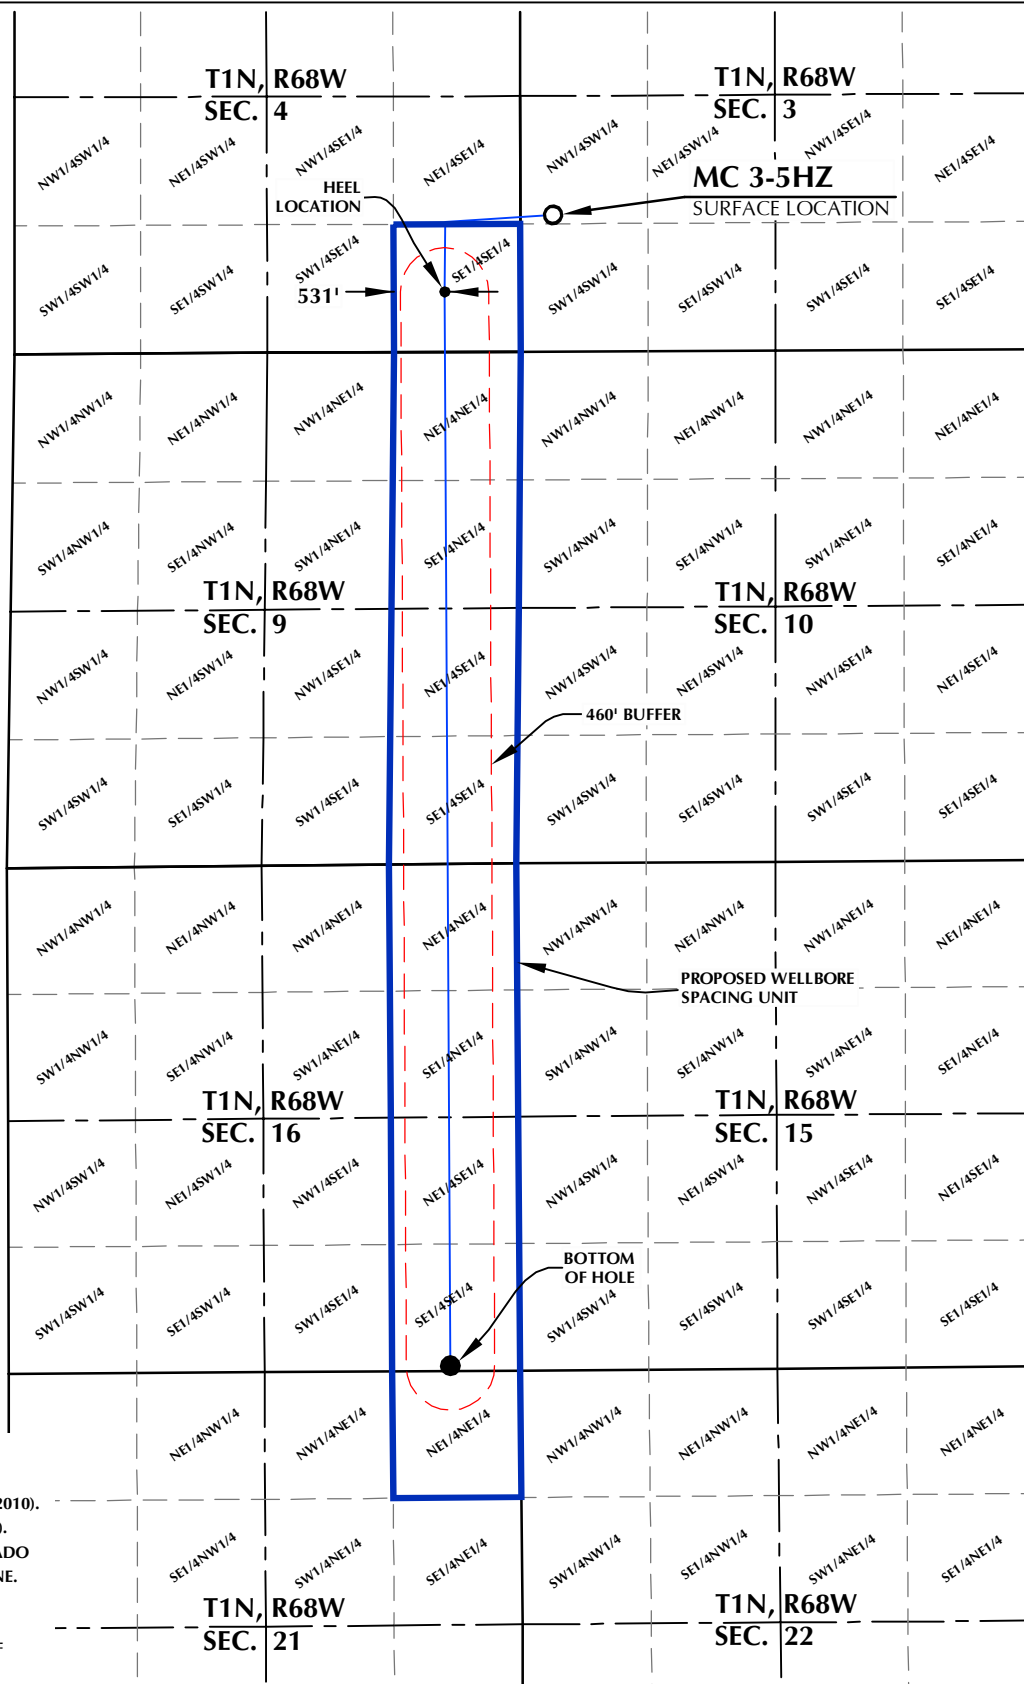 T1N, R68W
SEC. 4
T1N, R68W
SEC. 3
NW1/4SW1/4
NE1/4SW1/4
NW1/4SE1/4
NE1/4SE1/4
NW1/4SW1/4
NE1/4SW1/4
NW1/4SE1/4
NE1/4SE1/4
MC 3-5HZ
SURFACE LOCATION
HEEL
LOCATION
SW1/4SW1/4
SE1/4SW1/4
SW1/4SE1/4
SE1/4SE1/4
SW1/4SW1/4
SE1/4SW1/4
SW1/4SE1/4
SE1/4SE1/4
531'
NW1/4NW1/4
NE1/4NW1/4
NW1/4NE1/4
NE1/4NE1/4
NW1/4NW1/4
NE1/4NW1/4
NW1/4NE1/4
NE1/4NE1/4
SW1/4NW1/4
SE1/4NW1/4
SW1/4NE1/4
SE1/4NE1/4
SW1/4NW1/4
SE1/4NW1/4
SW1/4NE1/4
SE1/4NE1/4
T1N, R68W
SEC. 9
T1N, R68W
SEC. 10
NW1/4SW1/4
NE1/4SW1/4
NW1/4SE1/4
NE1/4SE1/4
NW1/4SW1/4
NE1/4SW1/4
NW1/4SE1/4
NE1/4SE1/4
460' BUFFER
SW1/4SW1/4
SE1/4SW1/4
SW1/4SE1/4
SE1/4SE1/4
SW1/4SW1/4
SE1/4SW1/4
SW1/4SE1/4
SE1/4SE1/4
NW1/4NW1/4
NE1/4NW1/4
NW1/4NE1/4
NE1/4NE1/4
NW1/4NW1/4
NE1/4NW1/4
NW1/4NE1/4
NE1/4NE1/4
PROPOSED WELLBORE
SPACING UNIT
SW1/4NW1/4
SE1/4NW1/4
SW1/4NE1/4
SE1/4NE1/4
SW1/4NW1/4
SE1/4NW1/4
SW1/4NE1/4
SE1/4NE1/4
T1N, R68W
SEC. 16
T1N, R68W
SEC. 15
NW1/4SW1/4
NE1/4SW1/4
NW1/4SE1/4
NE1/4SE1/4
NW1/4SW1/4
NE1/4SW1/4
NW1/4SE1/4
NE1/4SE1/4
BOTTOM
OF HOLE
SW1/4SW1/4
SE1/4SW1/4
SW1/4SE1/4
SE1/4SE1/4
SW1/4SW1/4
SE1/4SW1/4
SW1/4SE1/4
SE1/4SE1/4
NE1/4NW1/4
NW1/4NE1/4
NE1/4NE1/4
NW1/4NW1/4
NE1/4NW1/4
NW1/4NE1/4
NE1/4NE1/4
2010).
).
ADO
NE.
SE1/4NW1/4
SW1/4NE1/4
SE1/4NE1/4
SW1/4NW1/4
SE1/4NW1/4
SW1/4NE1/4
SE1/4NE1/4
T1N, R68W
SEC. 21
T1N, R68W
SEC. 22